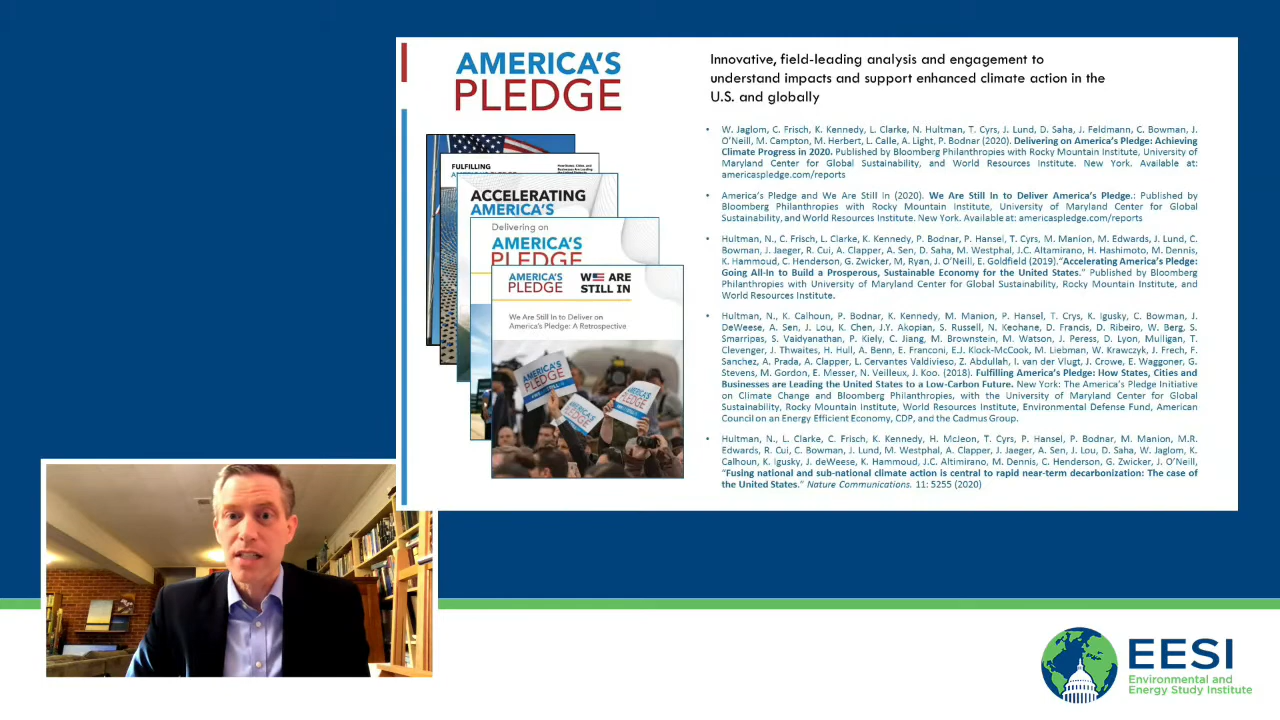 AMERICA'S
PLEDGE
FULFILLING
ACCELERATING
AMERICA'S
Delivering on
AMERICA'S
PLEDGE
AMERICA'S
PLEDGE
WE ARE
STILL IN
We Are Still In to Deliver on
America's Pledge: A Retrospective
AMERICA'S
PLEDGE
AMERICA'S
PLEDGE
AMERICA'S
PLEDGE
Innovative, field-leading analysis and engagement to
understand impacts and support enhanced climate action in the
U.S. and globally
• W. Jaglom, C. Frisch, K. Kennedy, L. Clarke, N. Hultman, T. Cyrs, J. Lund, D. Saha, J. Feldmann, C. Bowman, J.
O'Neill, M. Campton, M. Herbert, L. Calle, A. Light, P. Bodnar (2020). Delivering on America's Pledge: Achieving
Climate Progress in 2020. Published by Bloomberg Philanthropies with Rocky Mountain Institute, University of
Maryland Center for Global Sustainability, and World Resources Institute. New York. Available at:
americaspledge.com/reports
• America's Pledge and We Are Still In (2020). We Are Still In to Deliver America's Pledge.: Published by
Bloomberg Philanthropies with Rocky Mountain Institute, University of Maryland Center for Global
Sustainability, and World Resources Institute. New York. Available at: americaspledge.com/reports
• Hultman, N., C. Frisch, L. Clarke, K. Kennedy, P. Bodnar, P. Hansel, T. Cyrs, M. Manion, M. Edwards, J. Lund, C.
Bowman, J. Jaeger, R. Cui, A. Clapper, A. Sen, D. Saha, M. Westphal, J.C. Altimirano, H. Hashimoto, M. Dennis,
K. Hammoud, C. Henderson, G. Zwicker, M, Ryan, J. O'Neill, E. Goldfield (2019)."Accelerating America's Pledge:
Going All-In to Build a Prosperous, Sustainable Economy for the United States." Published by Bloomberg
Philanthropies with University of Maryland Center for Global Sustainability, Rocky Mountain Institute, and
World Resources Institute.
• Hultman, N., K. Calhoun, P. Bodnar, K. Kennedy, M. Manion, P. Hansel, T. Crys, K. Igusky, C. Bowman, J.
DeWeese, A. Sen, J. Lou, K. Chen, J.Y. Akopian, S. Russell, N. Keohane, D. Francis, D. Ribeiro, W. Berg, S.
Smarripas, S. Vaidyanathan, P. Kiely, C. Jiang, M. Brownstein, M. Watson, J. Peress, D. Lyon, Mulligan, T.
Clevenger, J. Thwaites, H. Hull, A. Benn, E. Franconi, E.J. Klock-McCook, M. Liebman, W. Krawczyk, J. Frech, F.
Sanchez, A. Prada, A. Clapper, L. Cervantes Valdivieso, Z. Abdullah, I. van der Vlugt, J. Crowe, E. Waggoner, G.
Stevens, M. Gordon, E. Messer, N. Veilleux, J. Koo. (2018). Fulfilling America's Pledge: How States, Cities and
Businesses are Leading the United States to a Low-Carbon Future. New York: The America's Pledge Initiative
on Climate Change and Bloomberg Philanthropies, with the University of Maryland Center for Global
Sustainability, Rocky Mountain Institute, World Resources Institute, Environmental Defense Fund, American
Council on an Energy Efficient Economy, CDP, and the Cadmus Group.
• Hultman, N., L. Clarke, C. Frisch, K. Kennedy, H. McJeon, T. Cyrs, P. Hansel, P. Bodnar, M. Manion, M.R.
Edwards, R. Cui, C. Bowman, J. Lund, M. Westphal, A. Clapper, J. Jaeger, A. Sen, J. Lou, D. Saha, W. Jaglom, K.
Calhoun, K. Igusky, J. deWeese, K. Hammoud, J.C. Altimirano, M. Dennis, C. Henderson, G. Zwicker, J. O'Neill,
"Fusing national and sub-national climate action is central to rapid near-term decarbonization: The case of
the United States." Nature Communications. 11: 5255 (2020)
EESI
Environmental and
Energy Study Institute